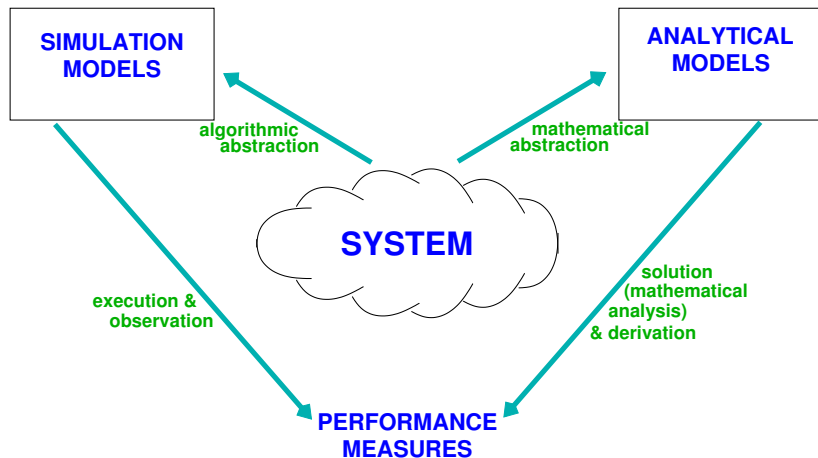 SIMULATION
MODELS
ANALYTICAL
MODELS
algorithmic
abstraction
mathematical
abstraction
SYSTEM
execution &
observation
solution
(mathematical
analysis)
& derivation
PERFORMANCE
MEASURES